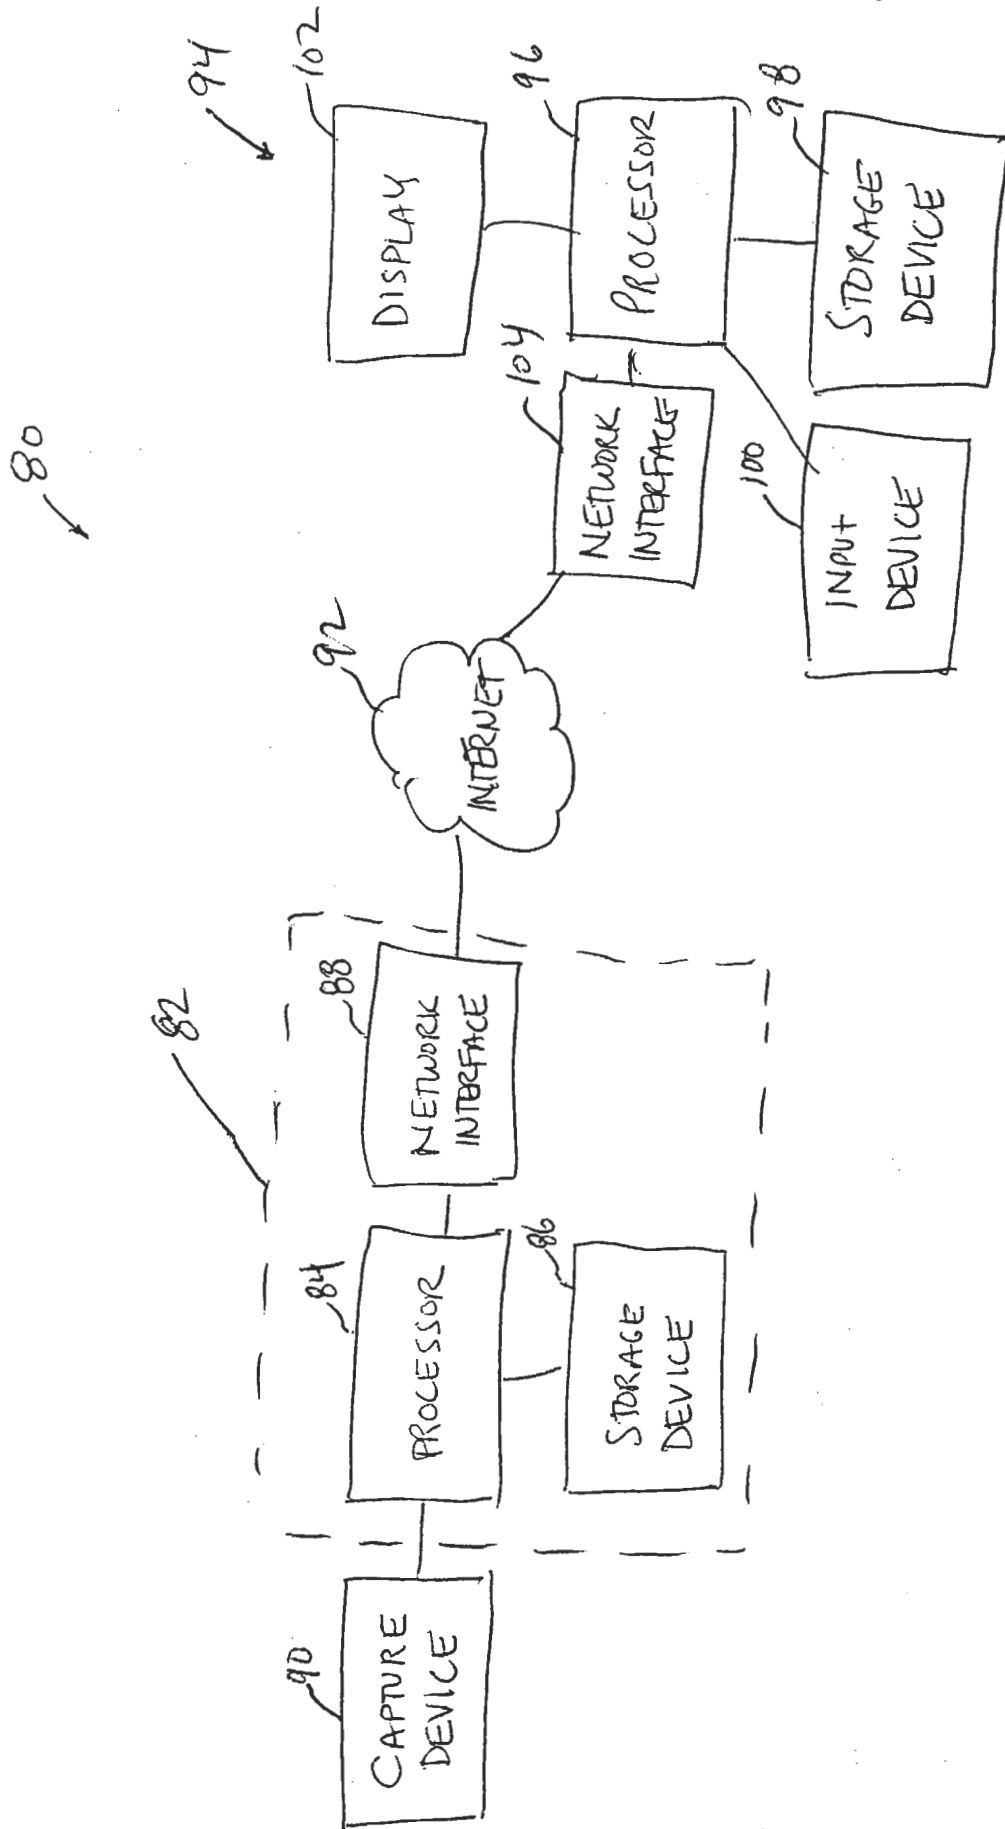 80
94
82
92
102
DISPLAY
90
CAPTURE
DEVICE
84
PROCESSOR
88
NETWORK
INTERFACE
INTERNET
104
NETWORK
INTERFACE
96
PROCESSOR
86
STORAGE
DEVICE
100
INPUT
DEVICE
98
STORAGE
DEVICE